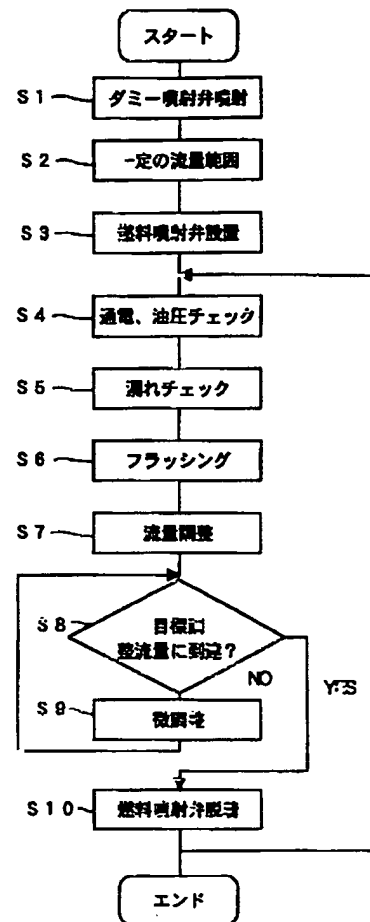 スタート
S1
ダミー噴射弁噴射
S2
一定の流量範囲
S3
燃料噴射弁設置
S4
通電、油圧チェック
S5
漏れチェック
S6
フラッシング
S7
流量調整
S8
目標調
整流量に到達?
NO
YES
S9
微調整
S10
燃料噴射弁脱着
エンド